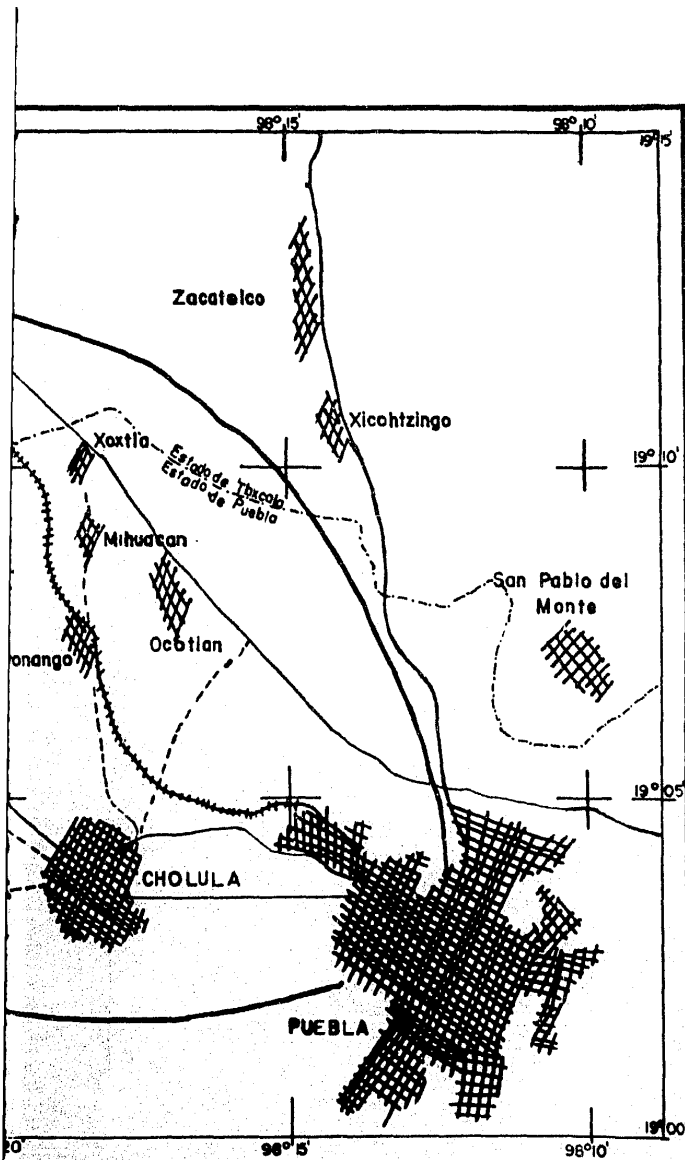 98° 15'
98° 10'
19° 15'
Zacatelco
Xicohtzingo
Xoxtla
Estado de Tlaxcala
Estado de Puebla
19° 10'
Mihuacan
San Pablo del
Monte
Ocotlan
onango
19° 05'
CHOLULA
PUEBLA
19° 00
20'
98° 15'
98° 10'